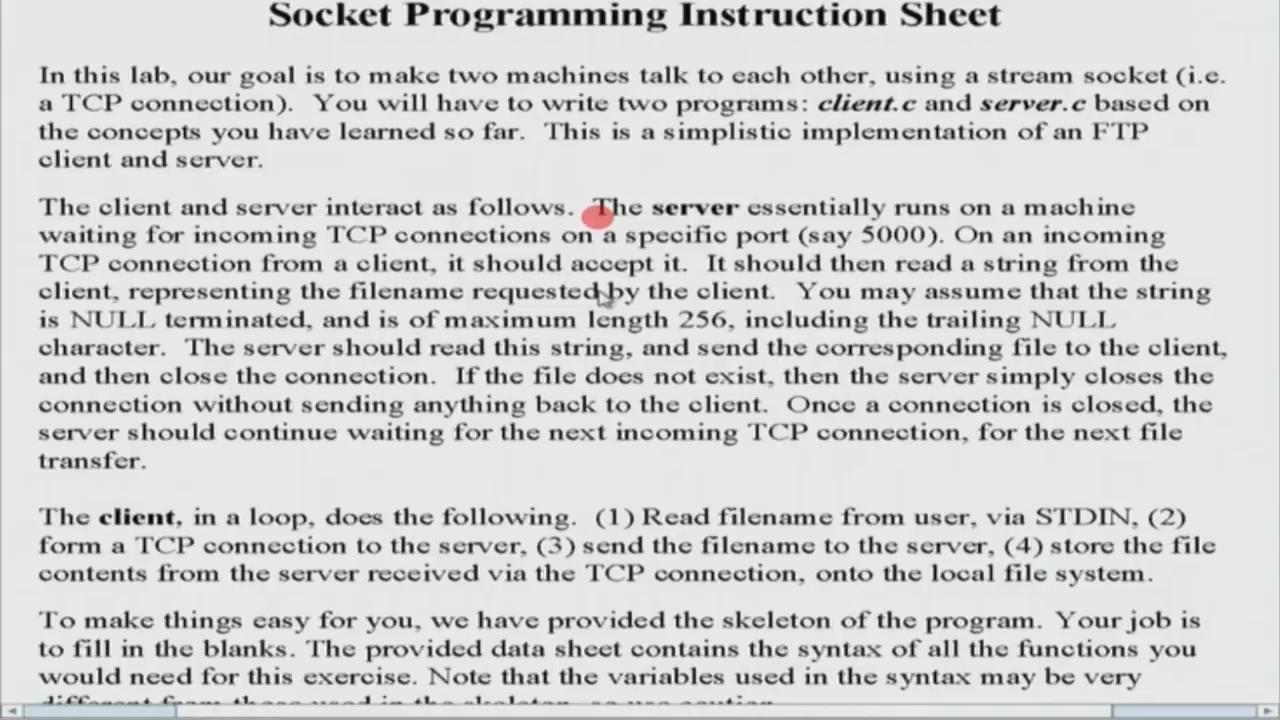 Socket Programming Instruction Sheet
In this lab, our goal is to make two machines talk to each other, using a stream socket (i.e.
a TCP connection).  You will have to write two programs: client.c and server.c based on
the concepts you have learned so far.  This is a simplistic implementation of an FTP
client and server.
The client and server interact as follows.  The server essentially runs on a machine
waiting for incoming TCP connections on a specific port (say 5000). On an incoming
TCP connection from a client, it should accept it.  It should then read a string from the
client, representing the filename requested by the client.  You may assume that the string
is NULL terminated, and is of maximum length 256, including the trailing NULL
character.  The server should read this string, and send the corresponding file to the client,
and then close the connection.  If the file does not exist, then the server simply closes the
connection without sending anything back to the client.  Once a connection is closed, the
server should continue waiting for the next incoming TCP connection, for the next file
transfer.
The client, in a loop, does the following.  (1) Read filename from user, via STDIN, (2)
form a TCP connection to the server, (3) send the filename to the server, (4) store the file
contents from the server received via the TCP connection, onto the local file system.
To make things easy for you, we have provided the skeleton of the program.  Your job is
to fill in the blanks. The provided data sheet contains the syntax of all the functions you
would need for this exercise. Note that the variables used in the syntax may be very
different from those used in the skeleton, so use caution.